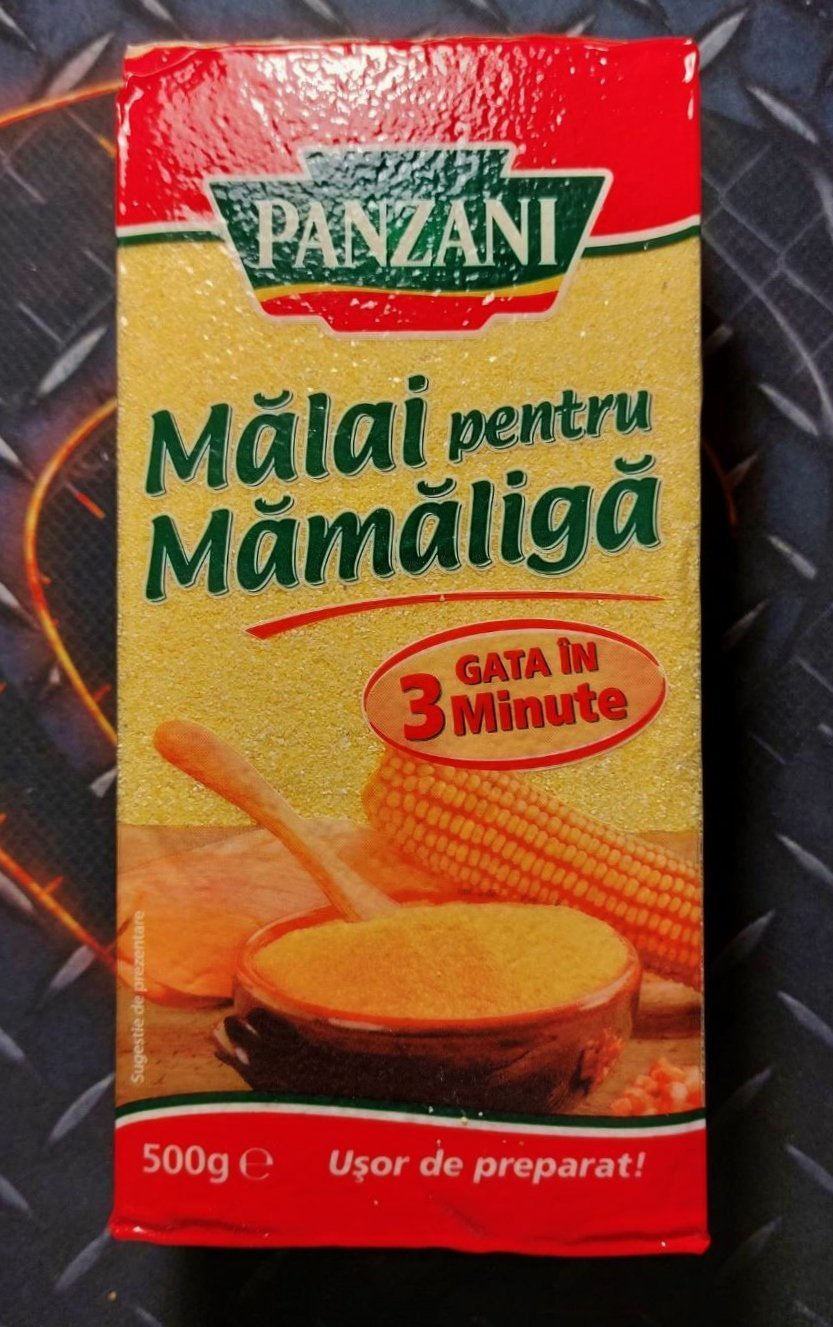 PANZANI
Mălai pentru
Mămăligă
GATA ÎN
3 Minute
Sugestie de prezentare
500g ℮
Uşor de preparat!